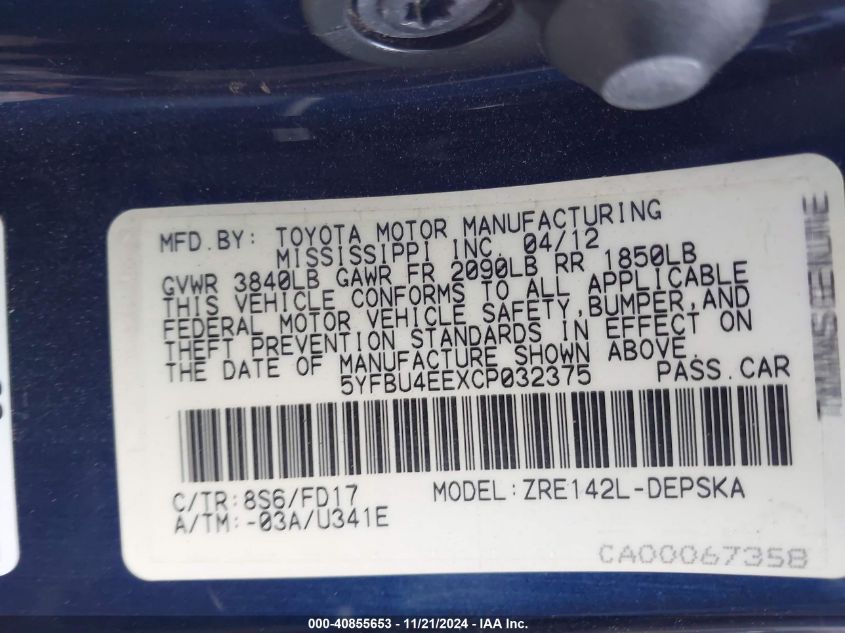 MFD.BY: TOYOTA MOTOR MANUFACTURING
MISSISSIPPI INC. 04/12
GVWR 3840LB GAWR FR 2090LB RR 1850LB
THIS VEHICLE CONFORMS TO ALL APPLICABLE
FEDERAL MOTOR VEHICLE SAFETY, BUMPER, AND
THEFT PREVENTION STANDARDS IN EFFECT ON
THE DATE OF MANUFACTURE SHOWN ABOVE.
5YFBU4EEXCP032375 PASS.CAR
C/TR:8S6/FD17 MODEL:ZRE142L-DEPSKA
A/TM:-03A/U341E
CA00067358
000-40855653 - 11/21/2024 - IAA Inc.